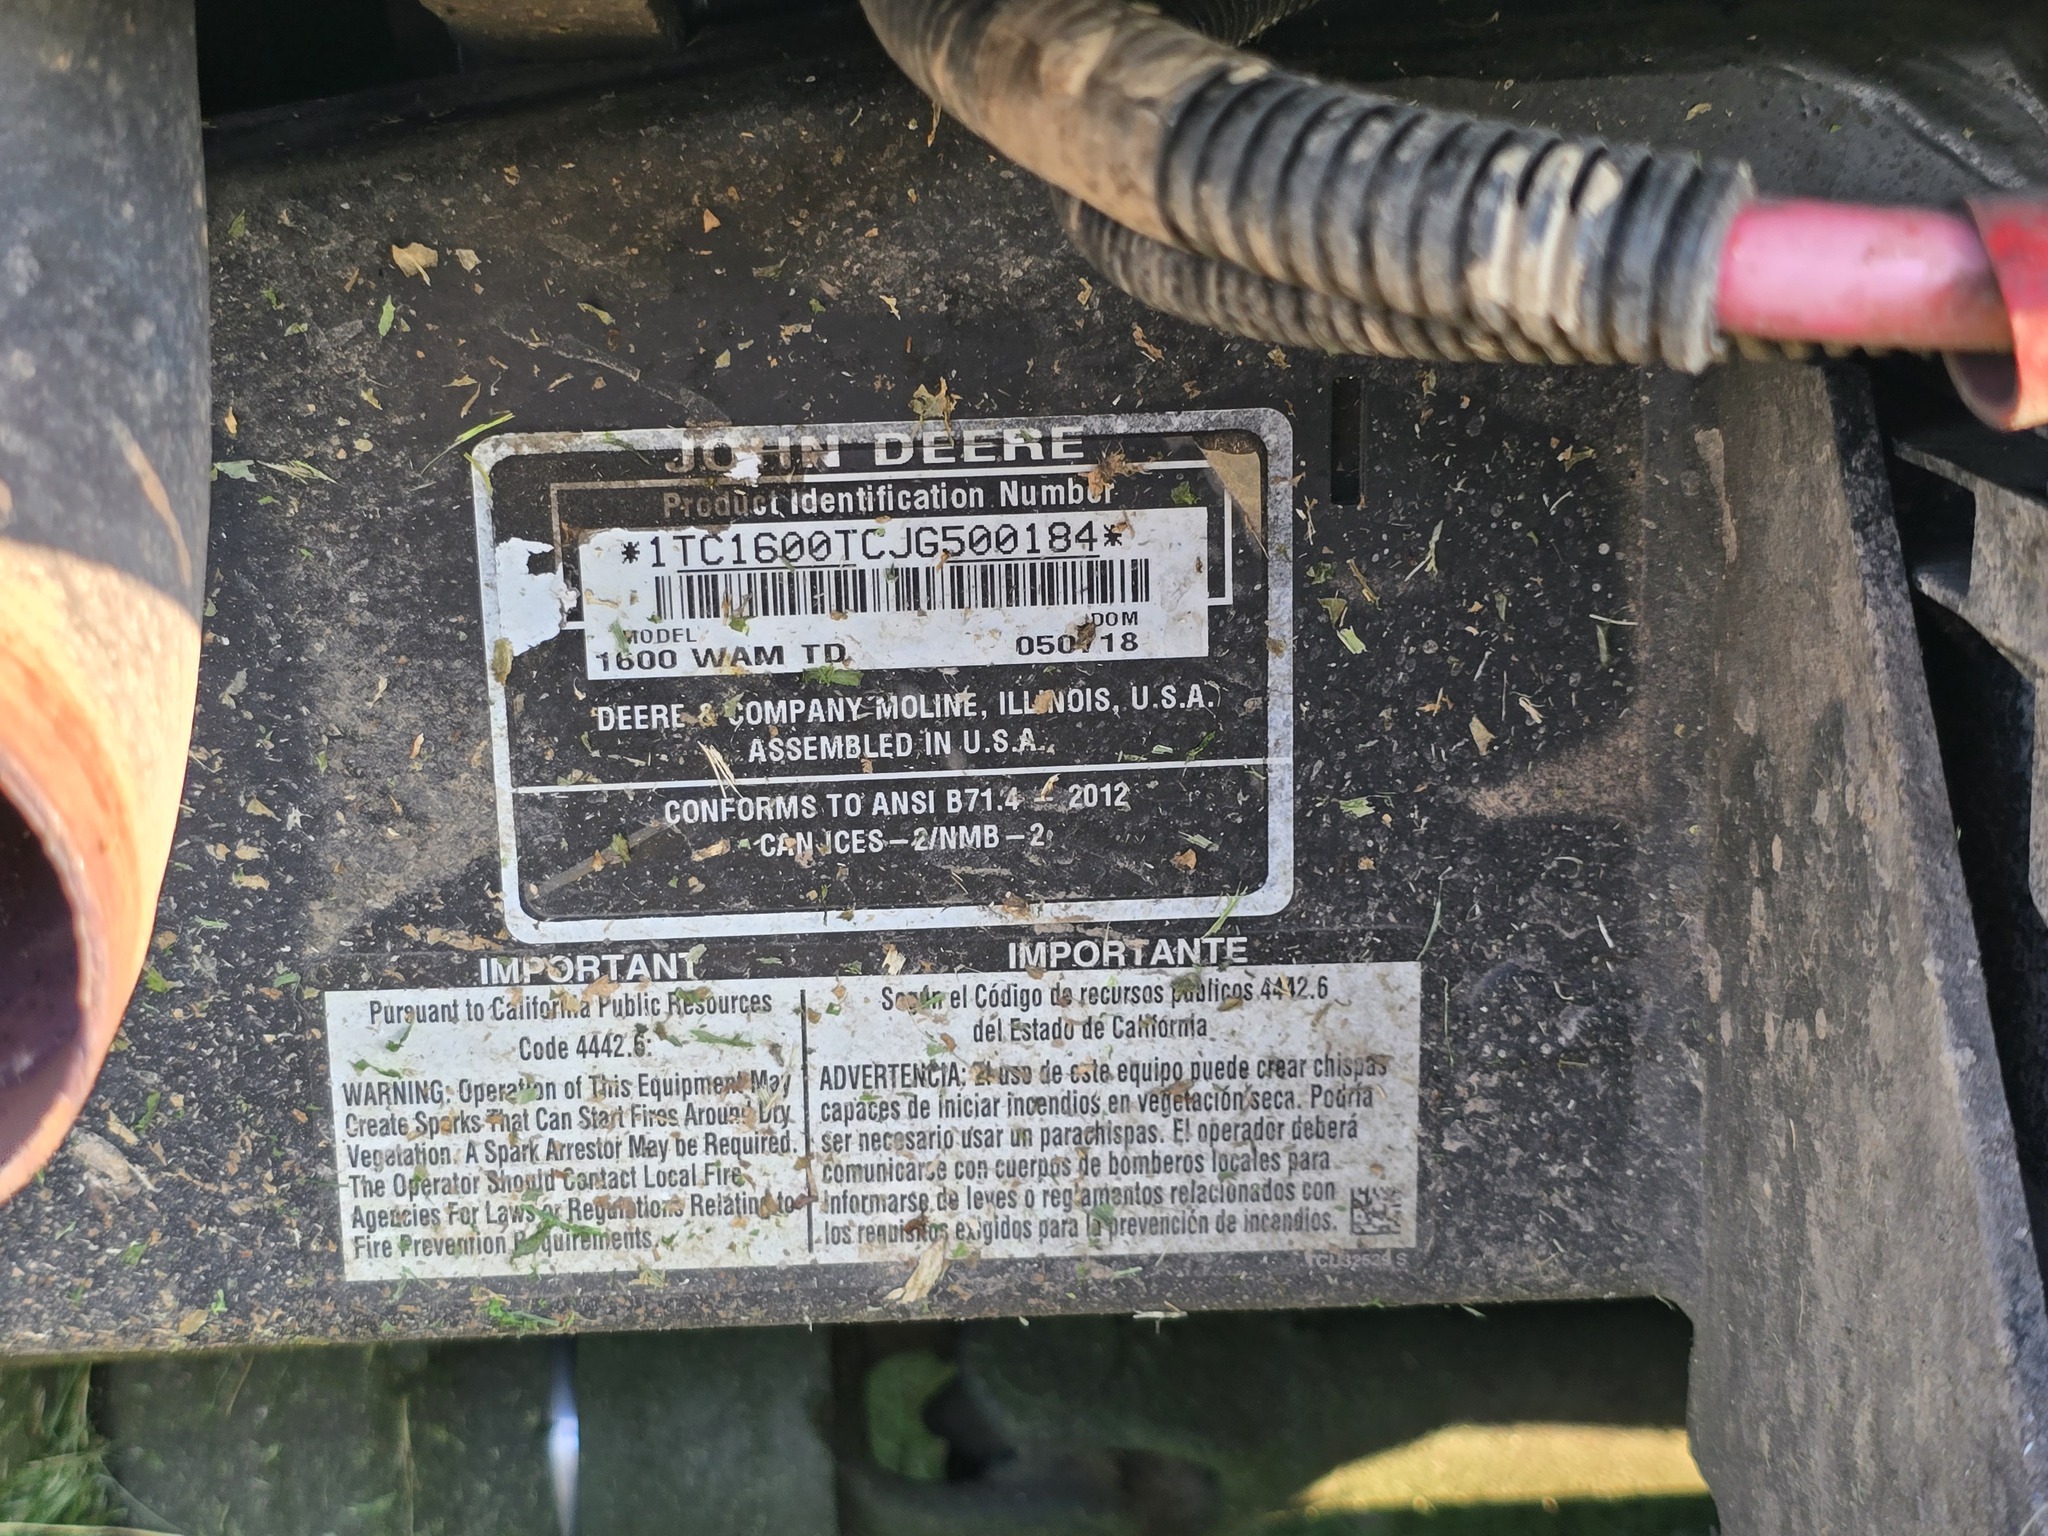 JOHN DEERE
Product Identification Number
*1TC1600TCJG500184*
MODEL
DOM
1600 WAM TD
DEERE & COMPANY MOLINE, ILLINOIS, U.S.A.
ASSEMBLED IN U.S.A.
CONFORMS TO ANSI B71.4 - 2012
CAN ICES-2/NMB-2
IMPORTANT
Pursuant to California Public Resources
Code 4442.6:
WARNING: Operation of This Equipment May
Create Sparks That Can Start Fires Around Dry
Vegetation. A Spark Arrestor May be Required.
The Operator Should Contact Local Fire
Agencies For Laws or Regulations Relating to
Fire Prevention Requirements.
IMPORTANTE
Según el Código de recursos públicos 4442.6
del Estado de California
ADVERTENCIA: El uso de este equipo puede crear chispas
capaces de iniciar incendios en vegetación seca. Podría
ser necesario usar un parachispas. El operador deberá
comunicarse con cuerpos de bomberos locales para
informarse de leyes o reglamentos relacionados con
los requisitos exigidos para la prevención de incendios.